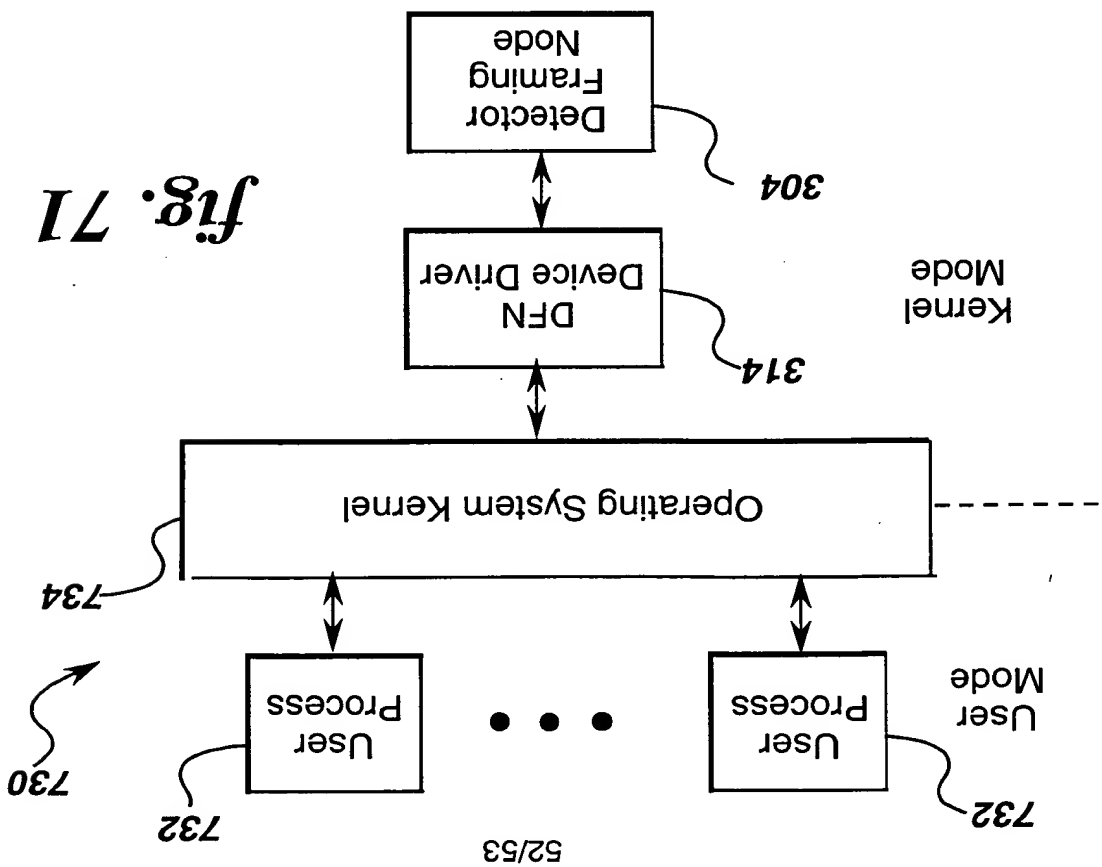 52/53
732
732
730
User
Mode
User
Process
User
Process
734
Operating System Kernel
314
Kernel
Mode
DFN
Device Driver
fig. 71
304
Detector
Framing
Node